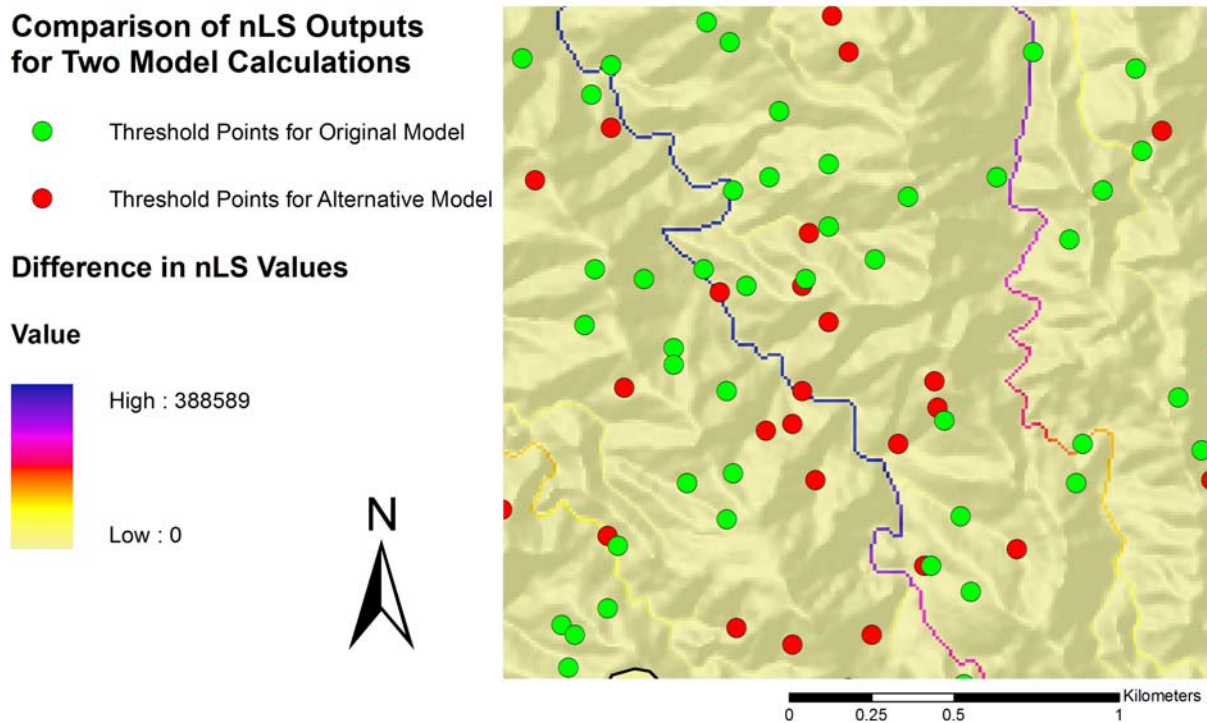 Comparison of nLS Outputs
for Two Model Calculations
Threshold Points for Original Model
Threshold Points for Alternative Model
Difference in nLS Values
Value
High : 388589
Low : 0
N
Kilometers
0 0.25 0.5 1